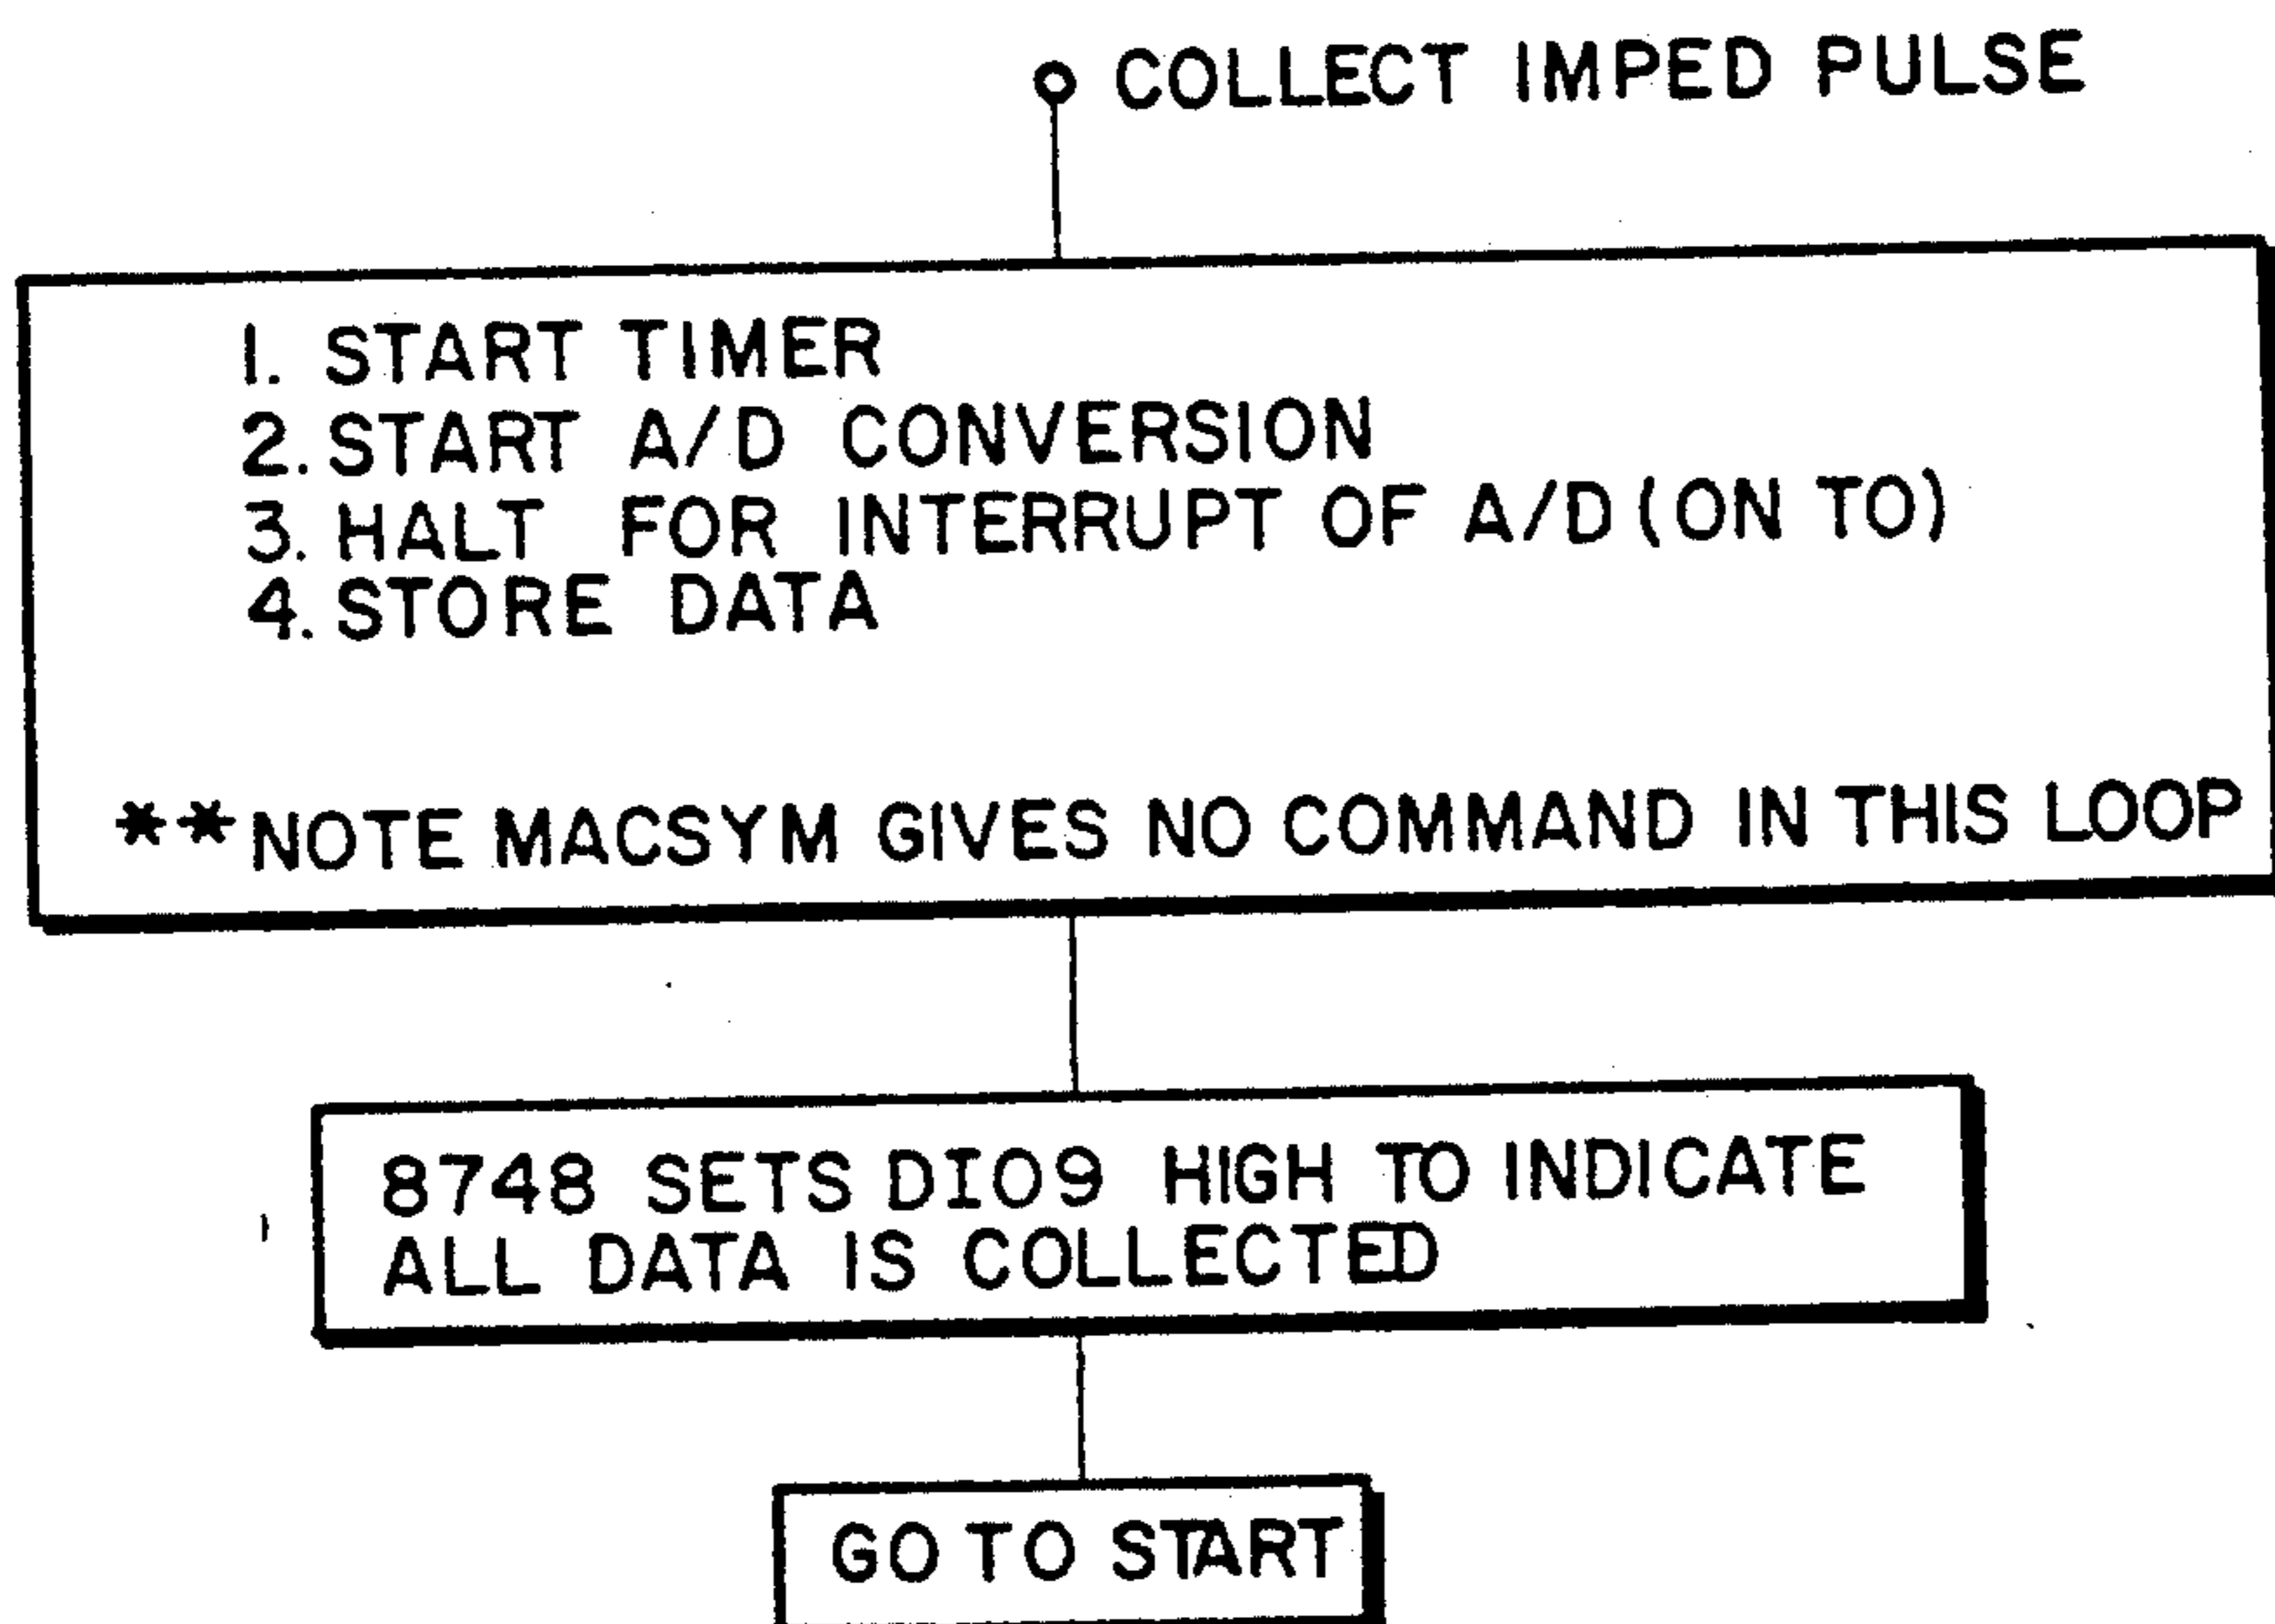 COLLECT IMPED PULSE
1. START TIMER
2. START A/D CONVERSION
3. HALT FOR INTERRUPT OF A/D (ON TO)
4. STORE DATA
**NOTE MACSYM GIVES NO COMMAND IN THIS LOOP
8748 SETS DIO9 HIGH TO INDICATE
ALL DATA IS COLLECTED
GO TO START